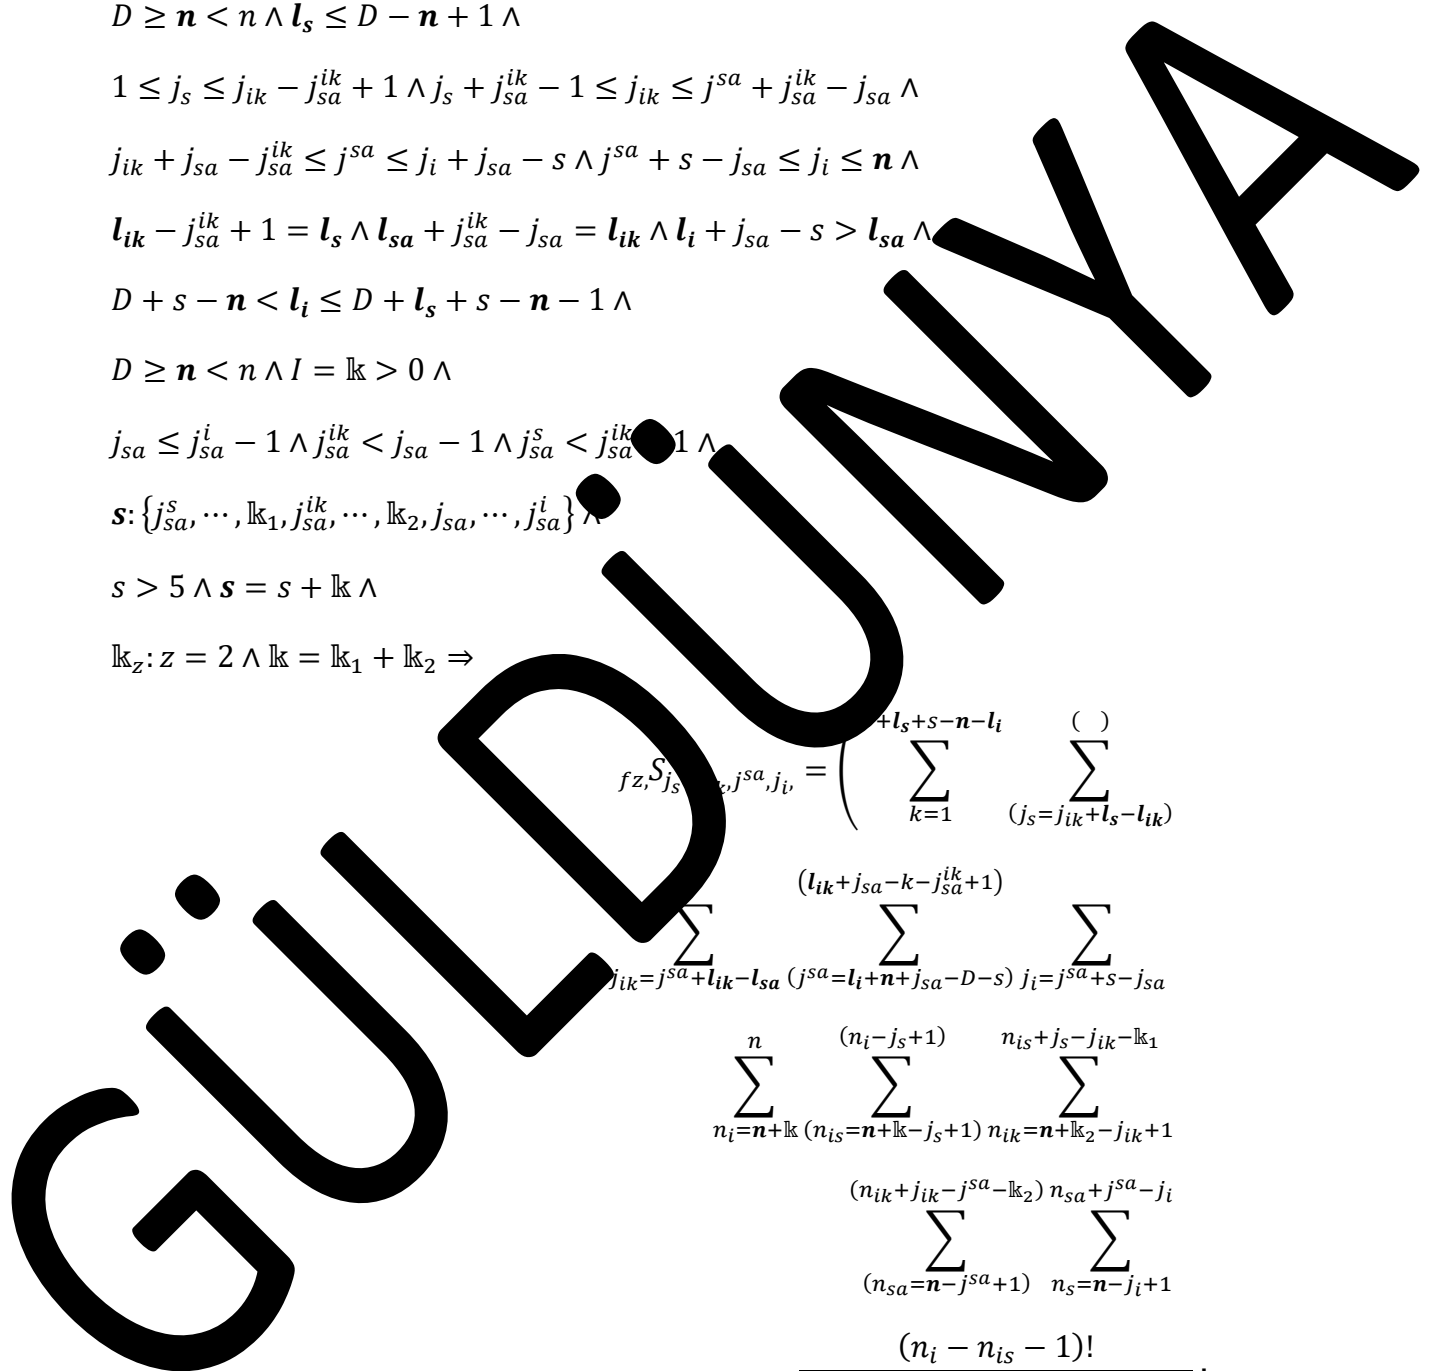 D ≥ 𝒏 < n ∧ 𝒍_𝒔 ≤ D − 𝒏 + 1 ∧
1 ≤ j_s ≤ j_{ik} − j_{sa}^{ik} + 1 ∧ j_s + j_{sa}^{ik} − 1 ≤ j_{ik} ≤ j^{sa} + j_{sa}^{ik} − j_{sa} ∧
j_{ik} + j_{sa} − j_{sa}^{ik} ≤ j^{sa} ≤ j_i + j_{sa} − s ∧ j^{sa} + s − j_{sa} ≤ j_i ≤ 𝒏 ∧
𝒍_{𝒊𝒌} − j_{sa}^{ik} + 1 = 𝒍_𝒔 ∧ 𝒍_{𝒔𝒂} + j_{sa}^{ik} − j_{sa} = 𝒍_{𝒊𝒌} ∧ 𝒍_𝒊 + j_{sa} − s > 𝒍_{𝒔𝒂} ∧
D + s − 𝒏 < 𝒍_𝒊 ≤ D + 𝒍_𝒔 + s − 𝒏 − 1 ∧
D ≥ 𝒏 < n ∧ I = 𝕜 > 0 ∧
j_{sa} ≤ j_{sa}^{i} − 1 ∧ j_{sa}^{ik} < j_{sa} − 1 ∧ j_{sa}^{s} < j_{sa}^{ik} 1 ∧
𝒔: {j_{sa}^{s}, ⋯, 𝕜_1, j_{sa}^{ik}, ⋯, 𝕜_2, j_{sa}, ⋯, j_{sa}^{i}} ∧
s > 5 ∧ 𝒔 = s + 𝕜 ∧
𝕜_z: z = 2 ∧ 𝕜 = 𝕜_1 + 𝕜_2 ⇒
_{fz,}S_{j_s ,j^{sa},j_i,} = ( ∑_{k=1}^{+𝒍_𝒔+s−𝒏−𝒍_𝒊} ∑_{(j_s=j_{ik}+𝒍_𝒔−𝒍_{𝒊𝒌})}^{( )}
∑_{j_{ik}=j^{sa}+𝒍_{𝒊𝒌}−𝒍_{𝒔𝒂}} ∑_{(j^{sa}=𝒍_𝒊+𝒏+j_{sa}−D−s)}^{(𝒍_{𝒊𝒌}+j_{sa}−k−j_{sa}^{ik}+1)} ∑_{j_i=j^{sa}+s−j_{sa}}
∑_{n_i=𝒏+𝕜}^{n} ∑_{(n_{is}=𝒏+𝕜−j_s+1)}^{(n_i−j_s+1)} ∑_{n_{ik}=𝒏+𝕜_2−j_{ik}+1}^{n_{is}+j_s−j_{ik}−𝕜_1}
∑_{(n_{sa}=𝒏−j^{sa}+1)}^{(n_{ik}+j_{ik}−j^{sa}−𝕜_2)} ∑_{n_s=𝒏−j_i+1}^{n_{sa}+j^{sa}−j_i}
(n_i − n_{is} − 1)!
GÜLDÜNYA